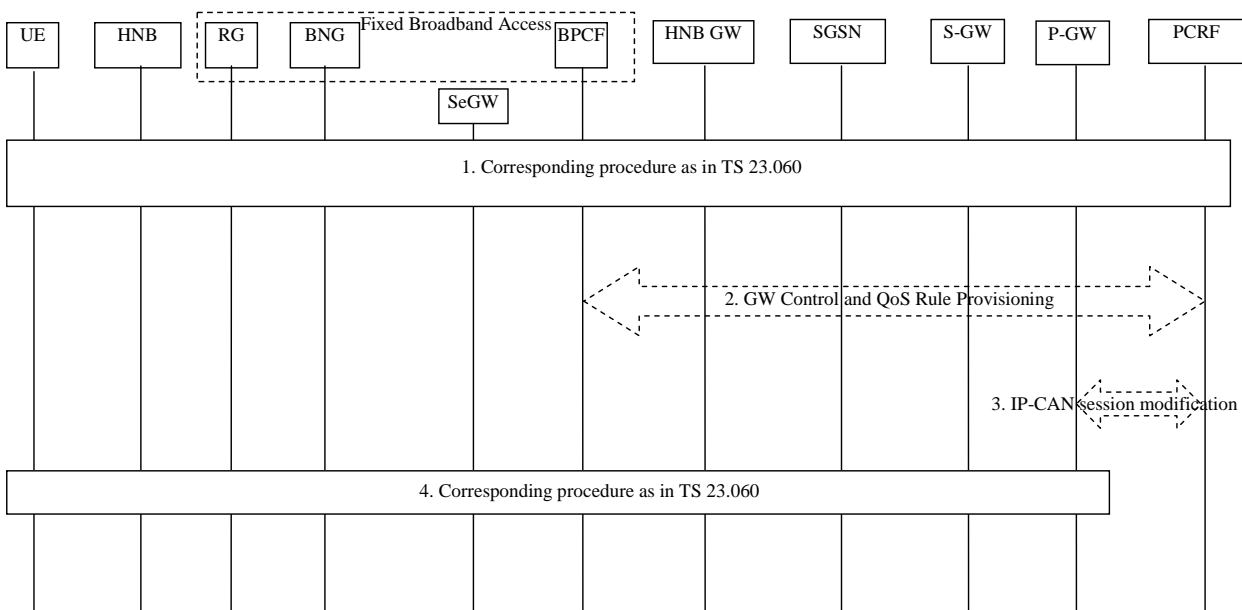 Fixed Broadband Access
UE
HNB
RG
BNG
BPCF
HNB GW
SGSN
S-GW
P-GW
PCRF
SeGW
1. Corresponding procedure as in TS 23.060
2. GW Control and QoS Rule Provisioning
3. IP-CAN session modification
4. Corresponding procedure as in TS 23.060